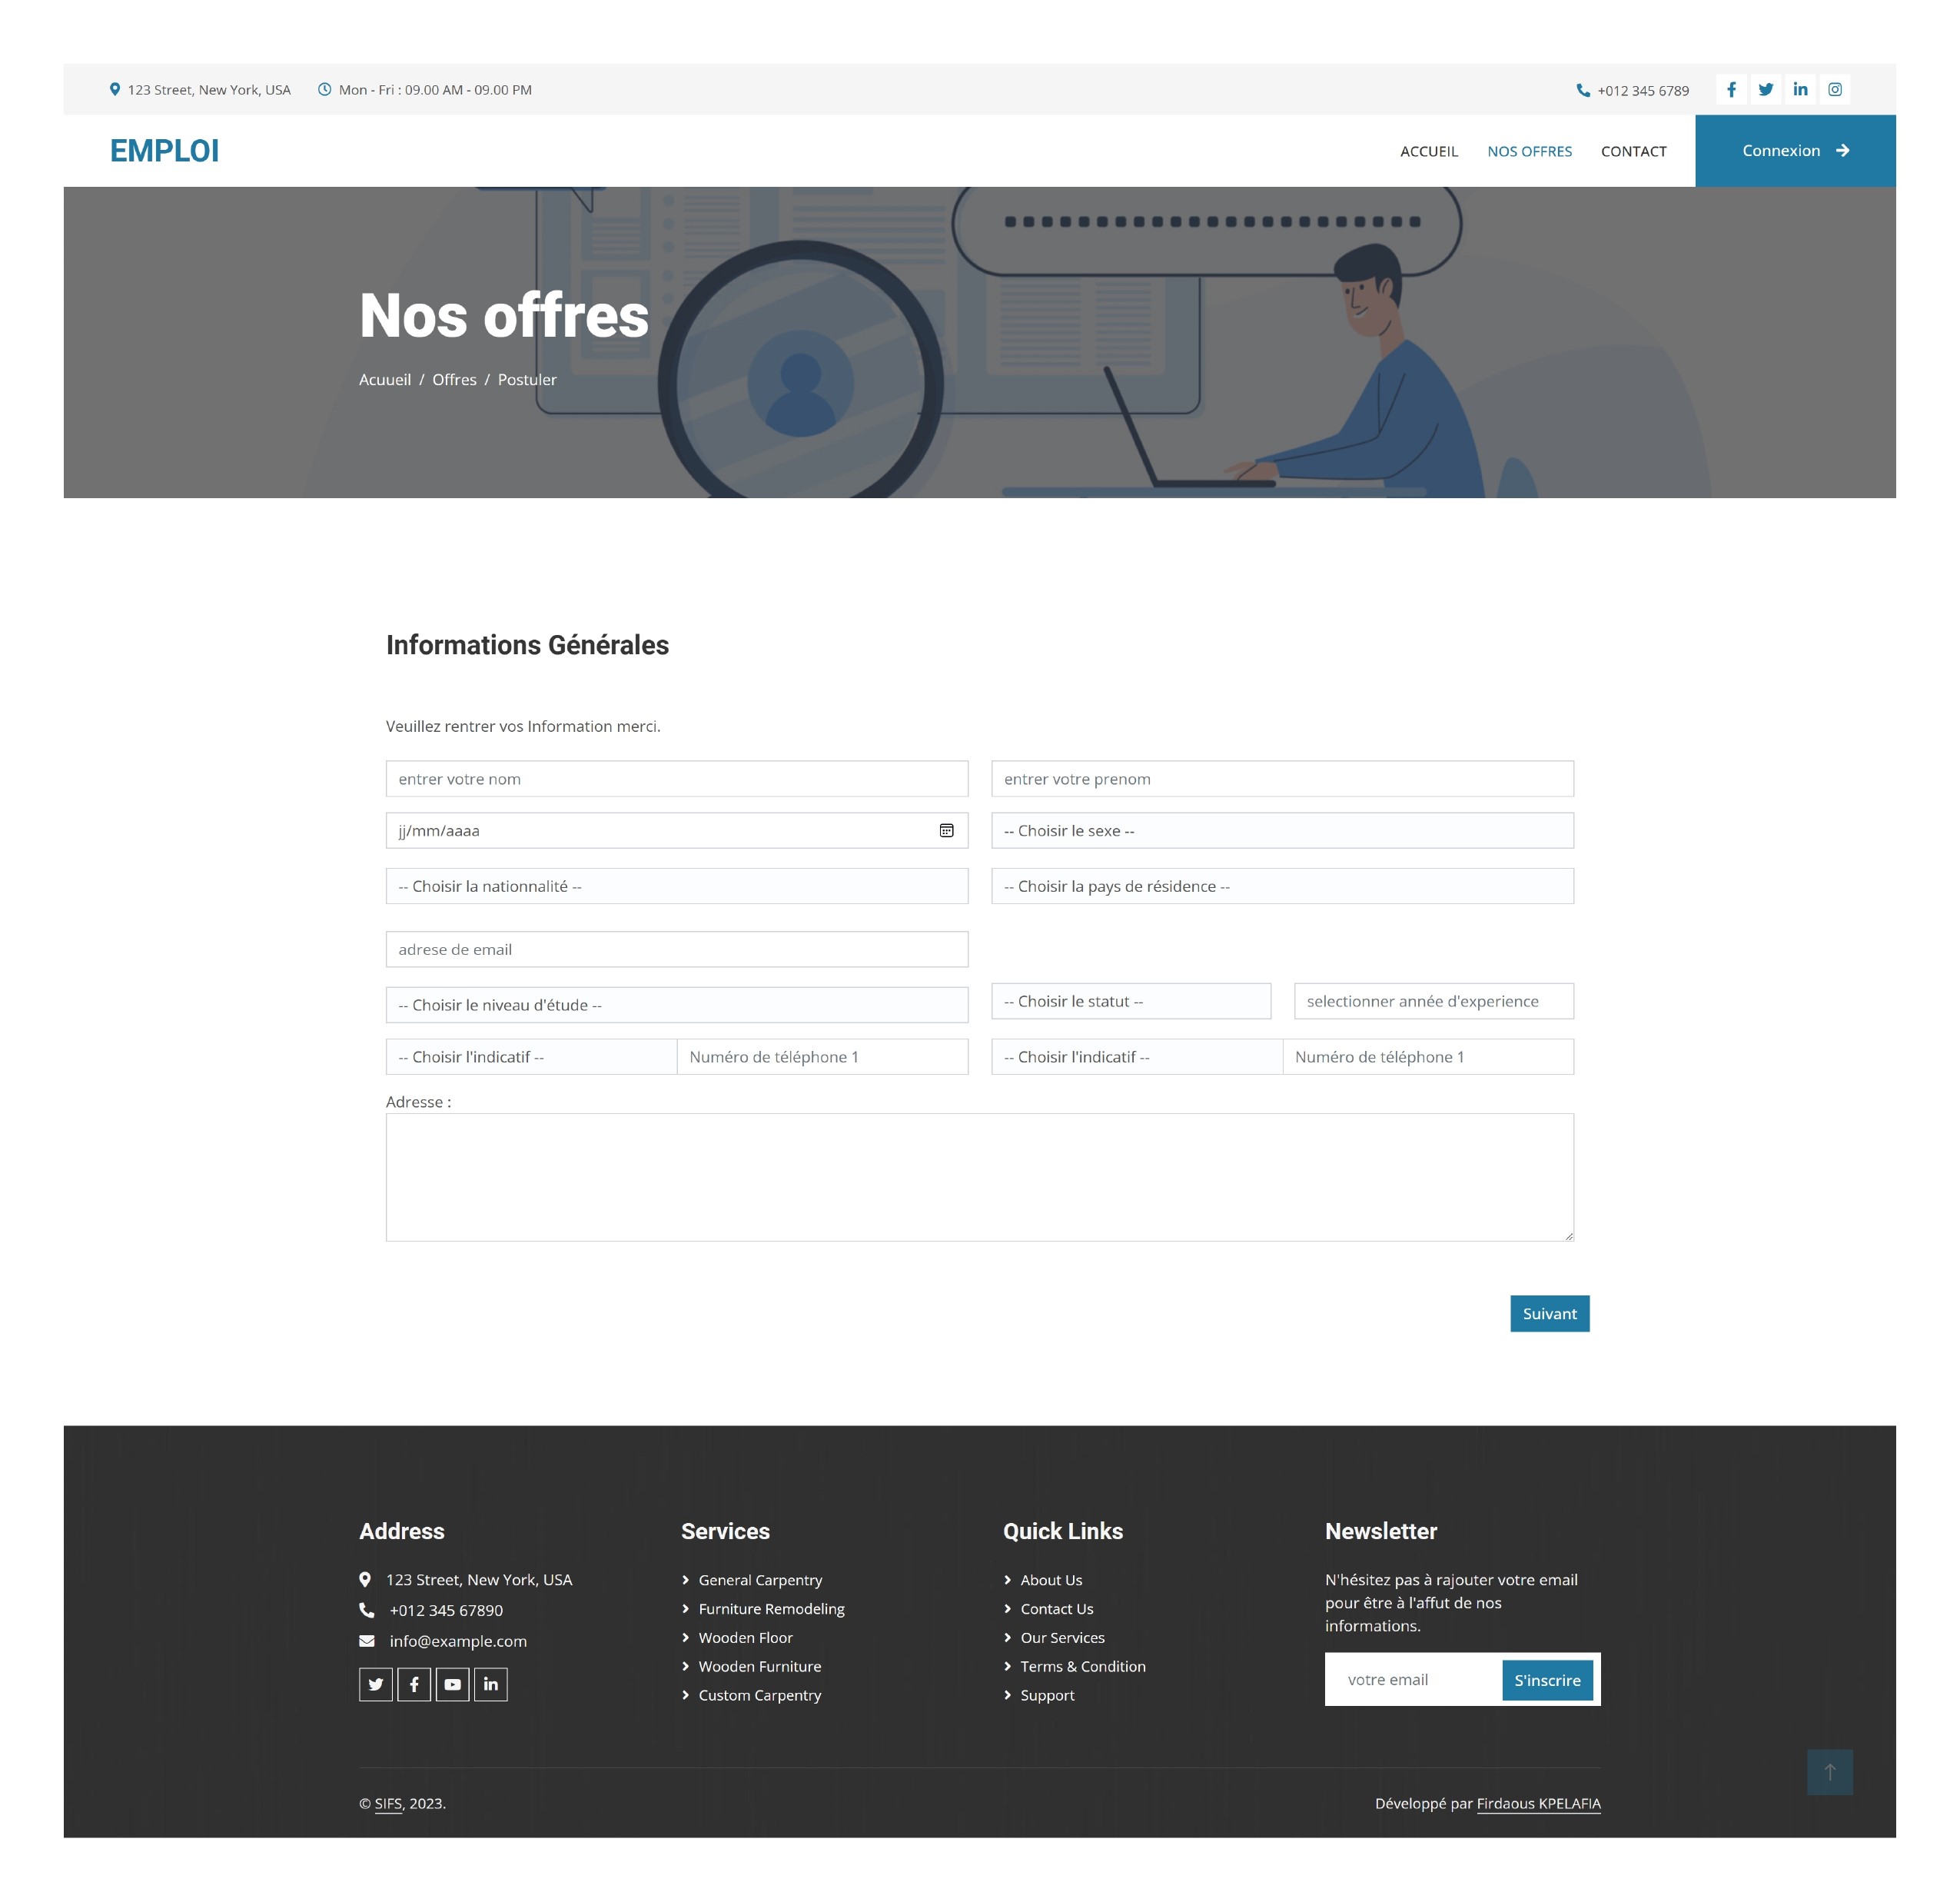 123 Street, New York, USA Mon - Fri : 09.00 AM - 09.00 PM +012 345 6789
EMPLOI ACCUEIL NOS OFFRES CONTACT Connexion
Nos offres
Acuueil / Offres / Postuler
Informations Générales
Veuillez rentrer vos Information merci.
entrer votre nom entrer votre prenom
jj/mm/aaaa -- Choisir le sexe --
-- Choisir la nationnalité -- -- Choisir la pays de résidence --
adrese de email
-- Choisir le niveau d'étude -- -- Choisir le statut -- selectionner année d'experience
-- Choisir l'indicatif -- Numéro de téléphone 1 -- Choisir l'indicatif -- Numéro de téléphone 1
Adresse :
Suivant
Address
123 Street, New York, USA
+012 345 67890
info@example.com
Services
General Carpentry
Furniture Remodeling
Wooden Floor
Wooden Furniture
Custom Carpentry
Quick Links
About Us
Contact Us
Our Services
Terms & Condition
Support
Newsletter
N'hésitez pas à rajouter votre email
pour être à l'affut de nos
informations.
votre email S'inscrire
© SIFS, 2023. Développé par Firdaous KPELAFIA